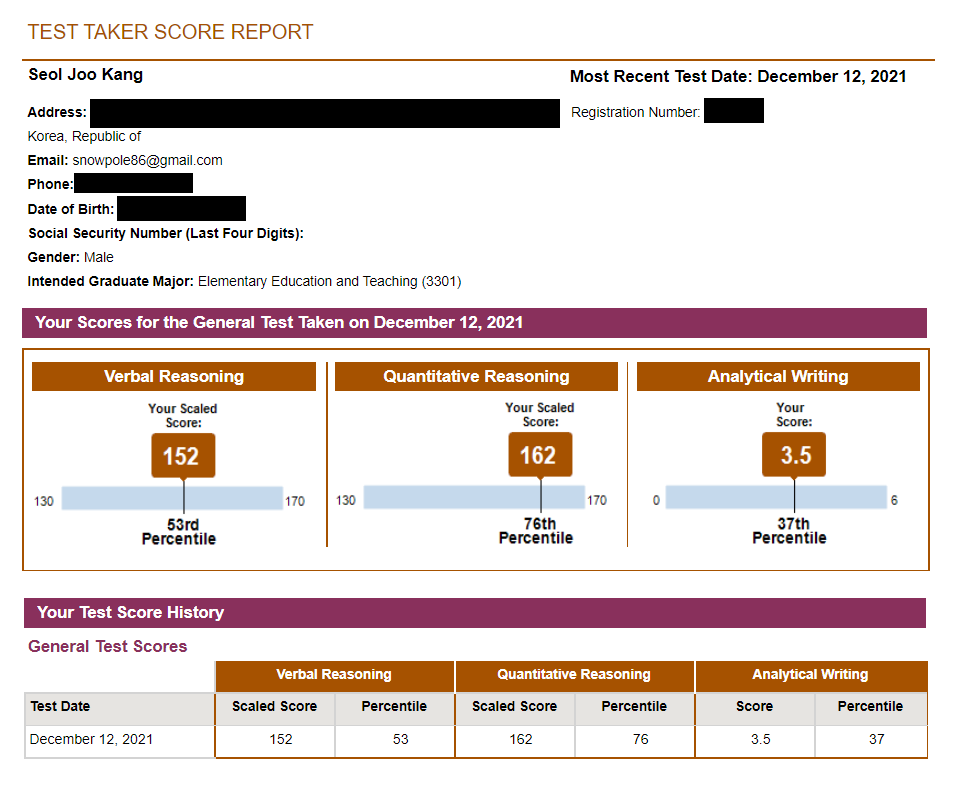 TEST TAKER SCORE REPORT
Seol Joo Kang
Most Recent Test Date: December 12, 2021
Address:
Registration Number:
Korea, Republic of
Email: snowpole86@gmail.com
Phone:
Date of Birth:
Social Security Number (Last Four Digits):
Gender: Male
Intended Graduate Major: Elementary Education and Teaching (3301)
Your Scores for the General Test Taken on December 12, 2021
Verbal Reasoning
Your Scaled
Score:
152
130
170
53rd
Percentile
Quantitative Reasoning
Your Scaled
Score:
162
130
170
76th
Percentile
Analytical Writing
Your
Score:
3.5
0
6
37th
Percentile
Your Test Score History
General Test Scores
Verbal Reasoning Quantitative Reasoning Analytical Writing
Test Date Scaled Score Percentile Scaled Score Percentile Score Percentile
December 12, 2021 152 53 162 76 3.5 37